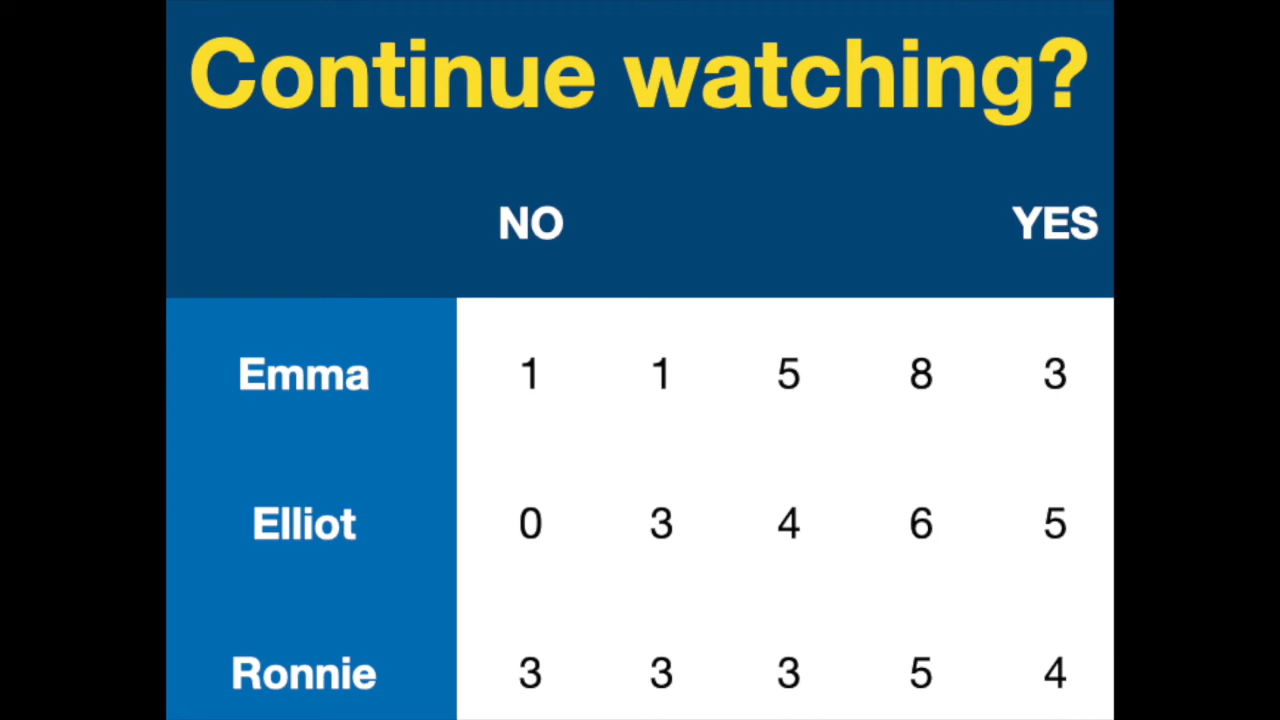 Continue watching?
NO YES
Emma 1 1 5 8 3
Elliot 0 3 4 6 5
Ronnie 3 3 3 5 4